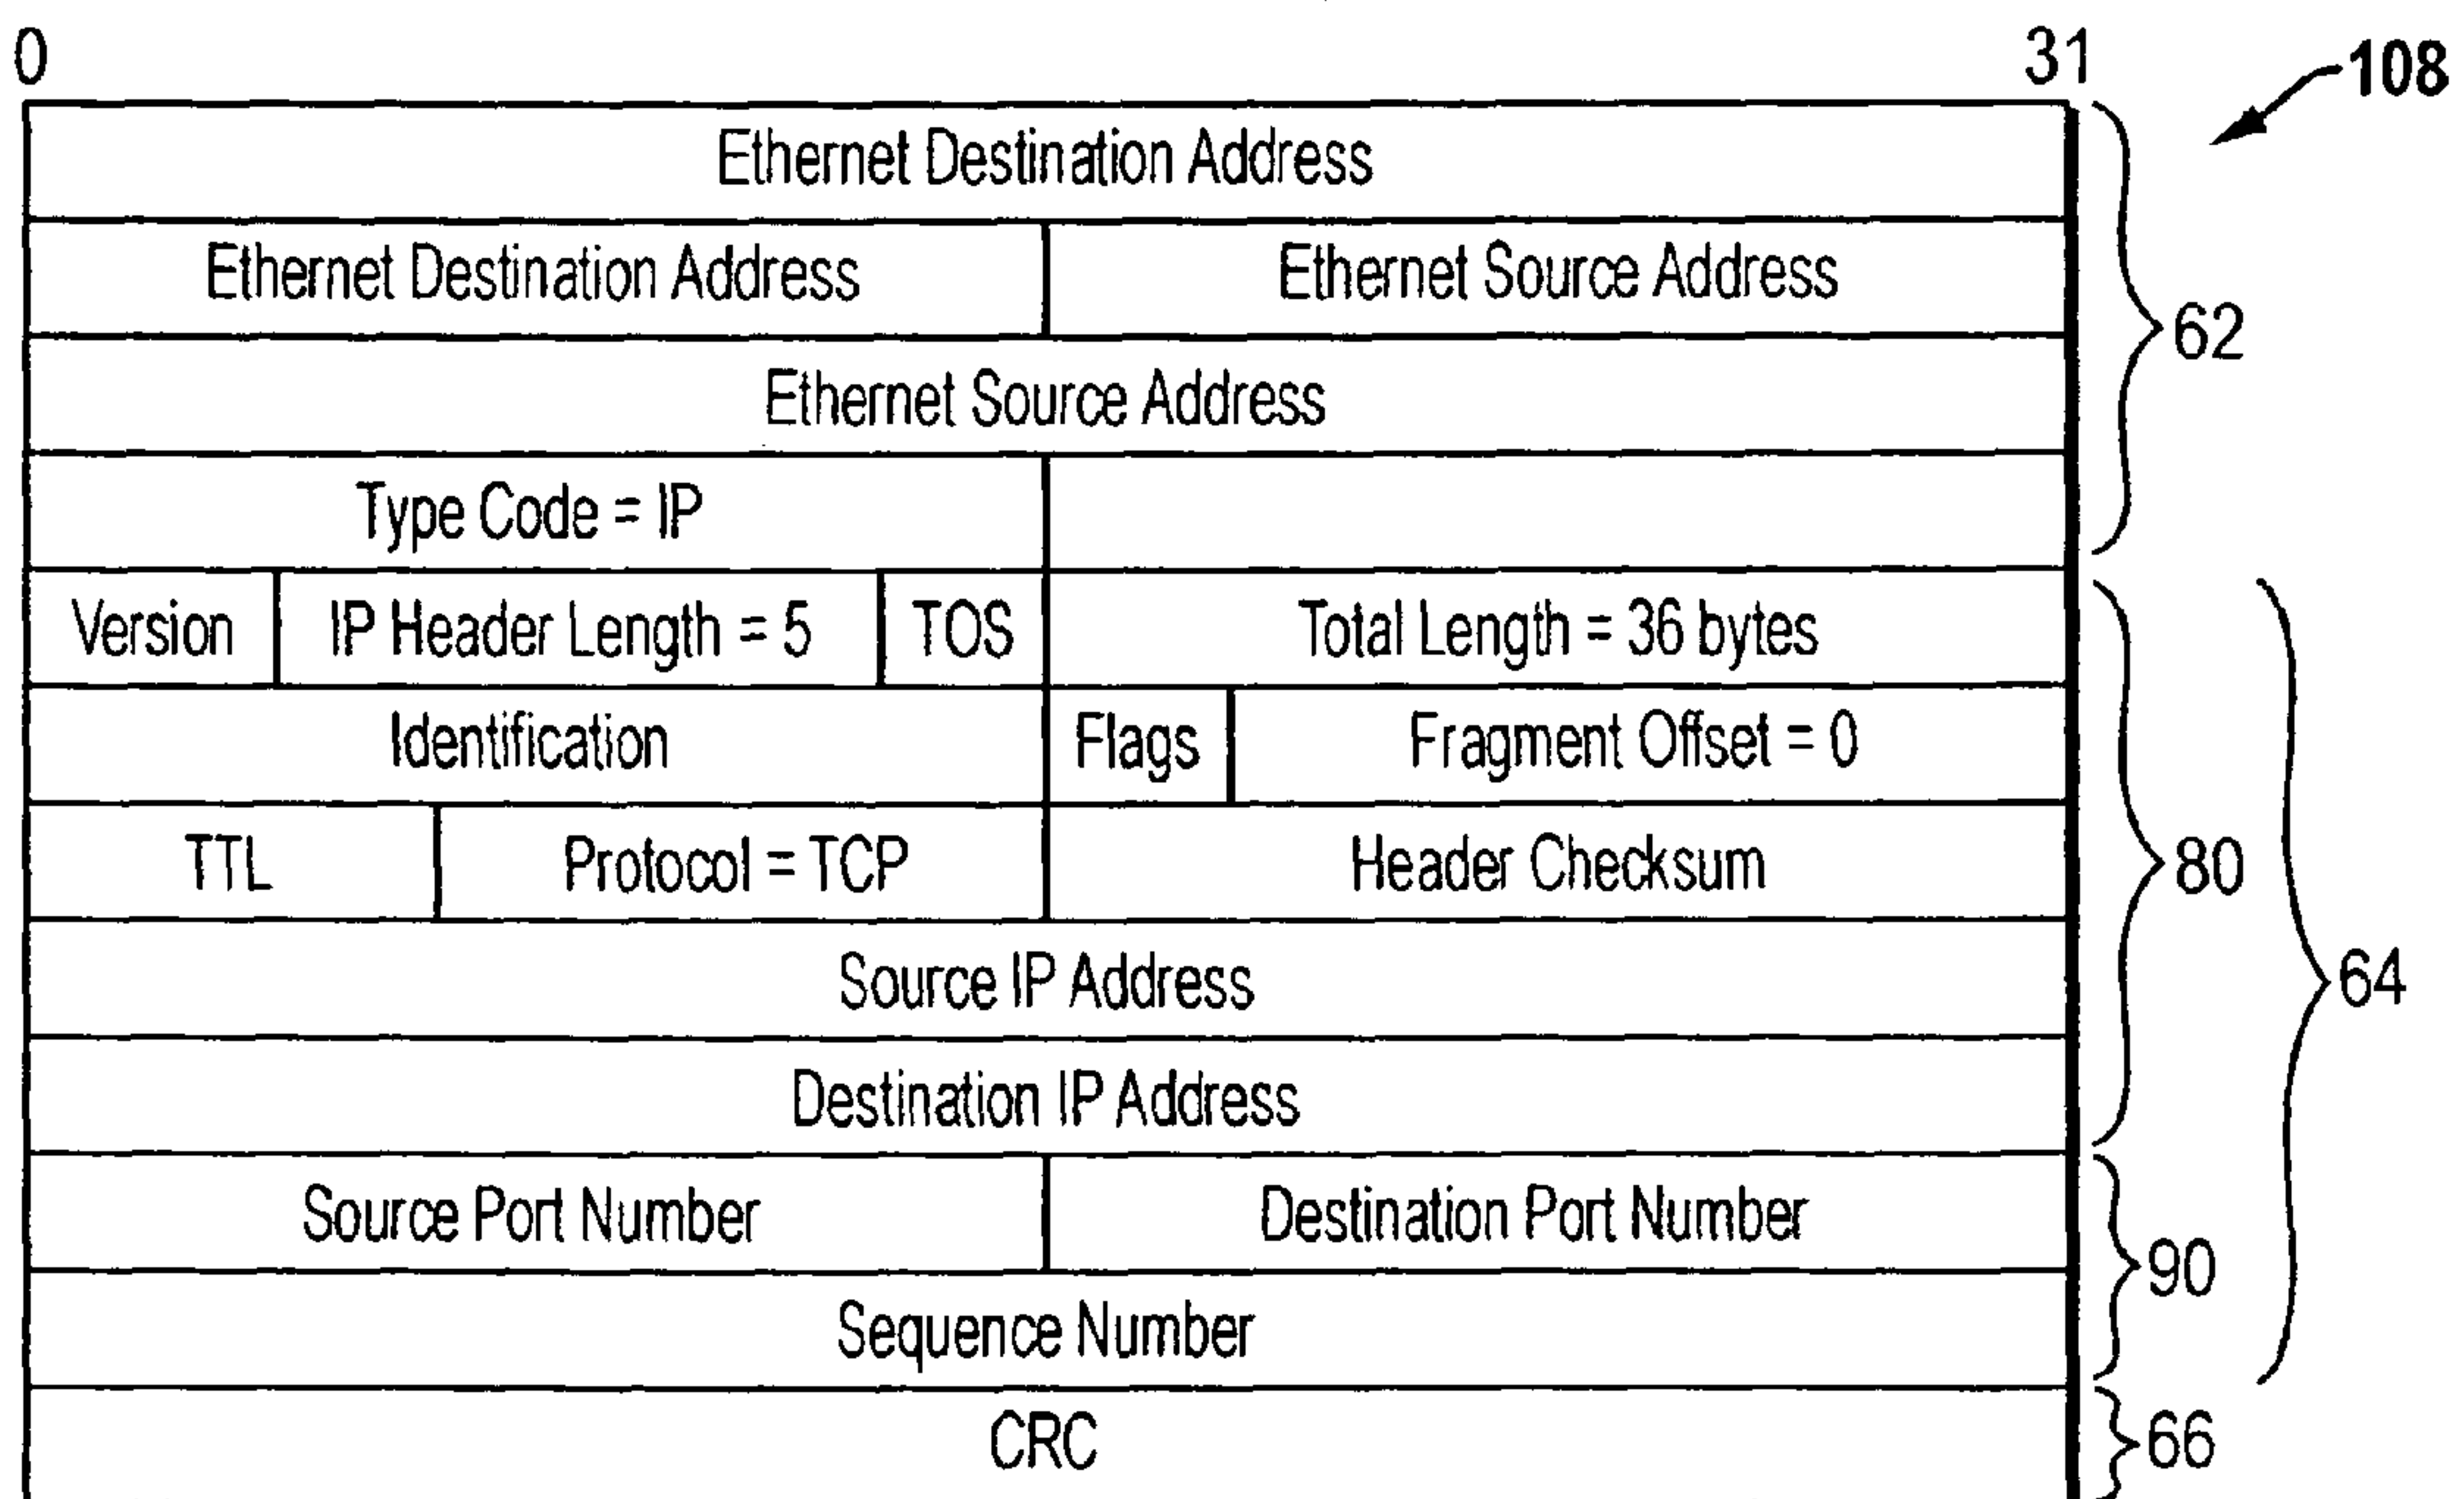 0 31
108
Ethernet Destination Address
Ethernet Destination Address Ethernet Source Address
62
Ethernet Source Address
Type Code = IP
Version IP Header Length = 5 TOS Total Length = 36 bytes
Identification Flags Fragment Offset = 0
TTL Protocol = TCP Header Checksum
80
Source IP Address
64
Destination IP Address
Source Port Number Destination Port Number
90
Sequence Number
CRC
66